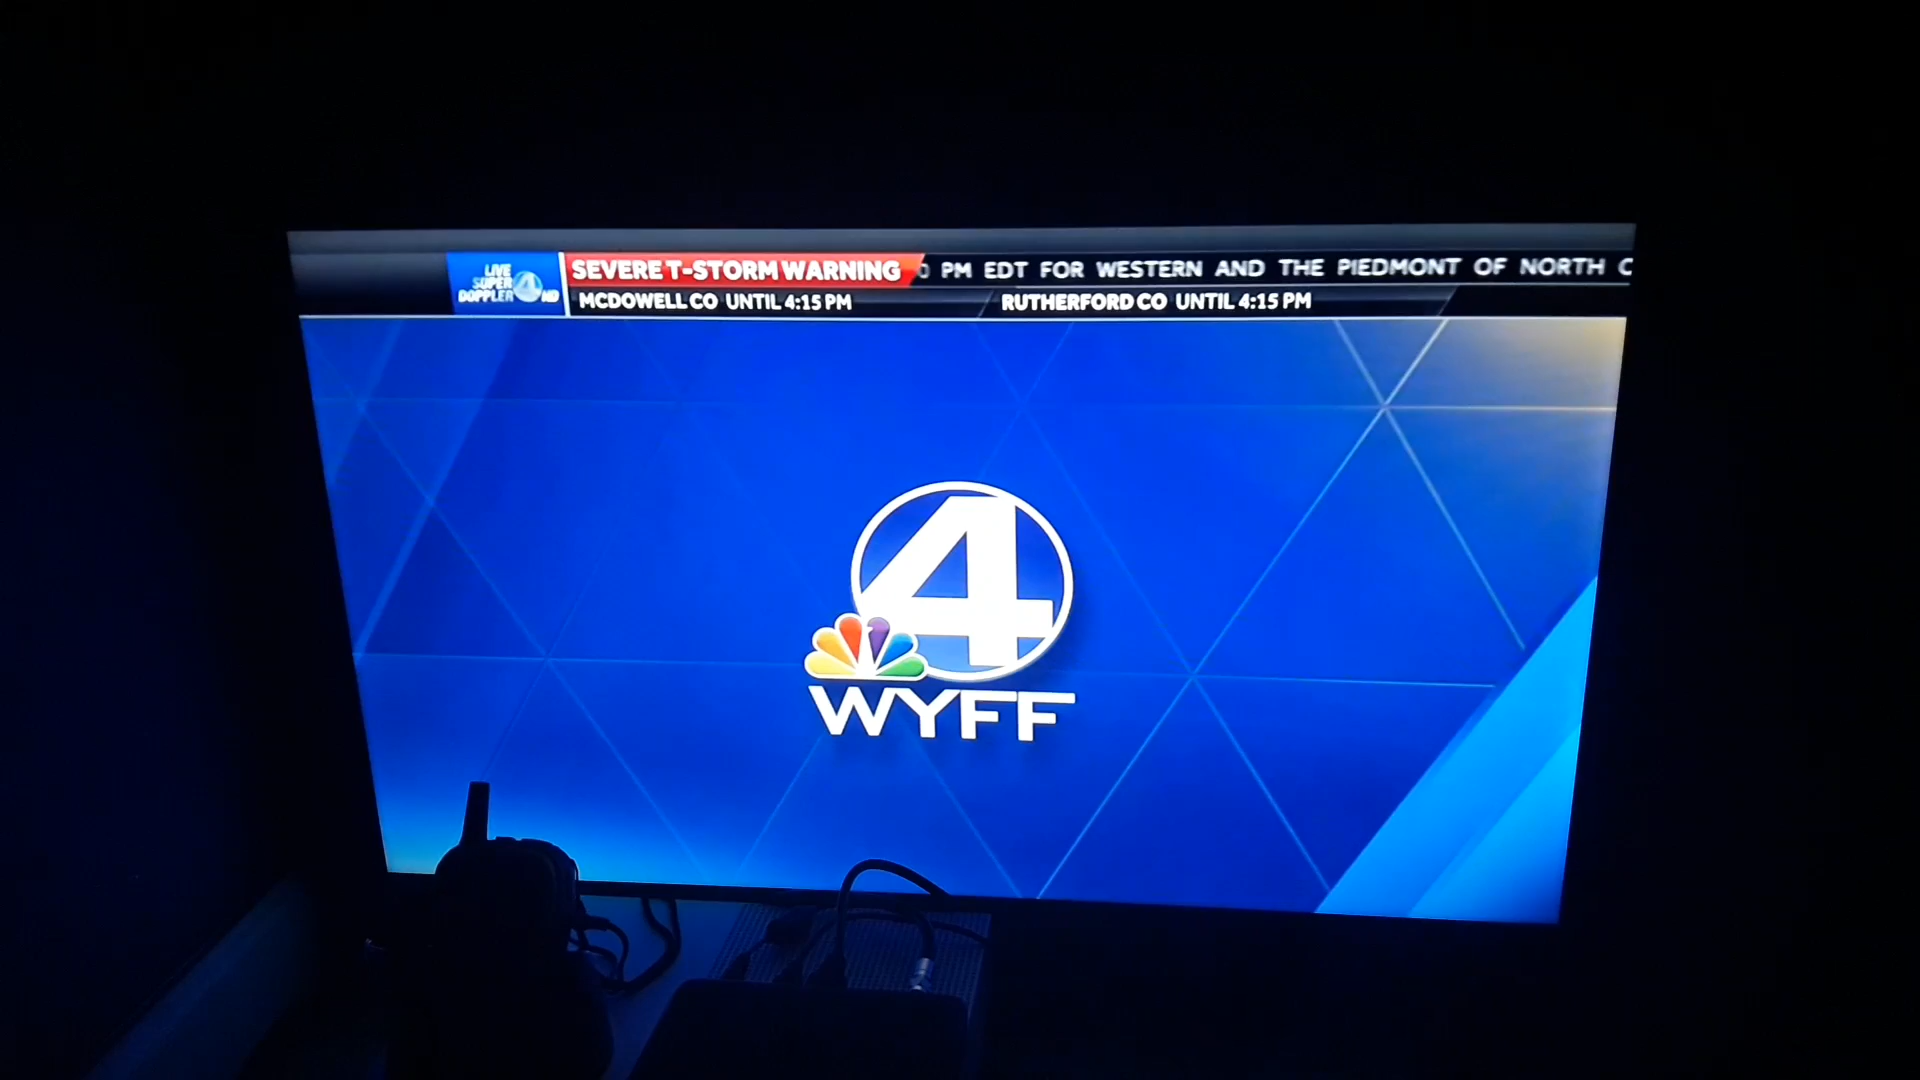 LIVE
SUPER
DOPPLER 4 HD
SEVERE T-STORM WARNING
PM EDT FOR WESTERN AND THE PIEDMONT OF NORTH
MCDOWELL CO UNTIL 4:15 PM
RUTHERFORD CO UNTIL 4:15 PM
4
WYFF